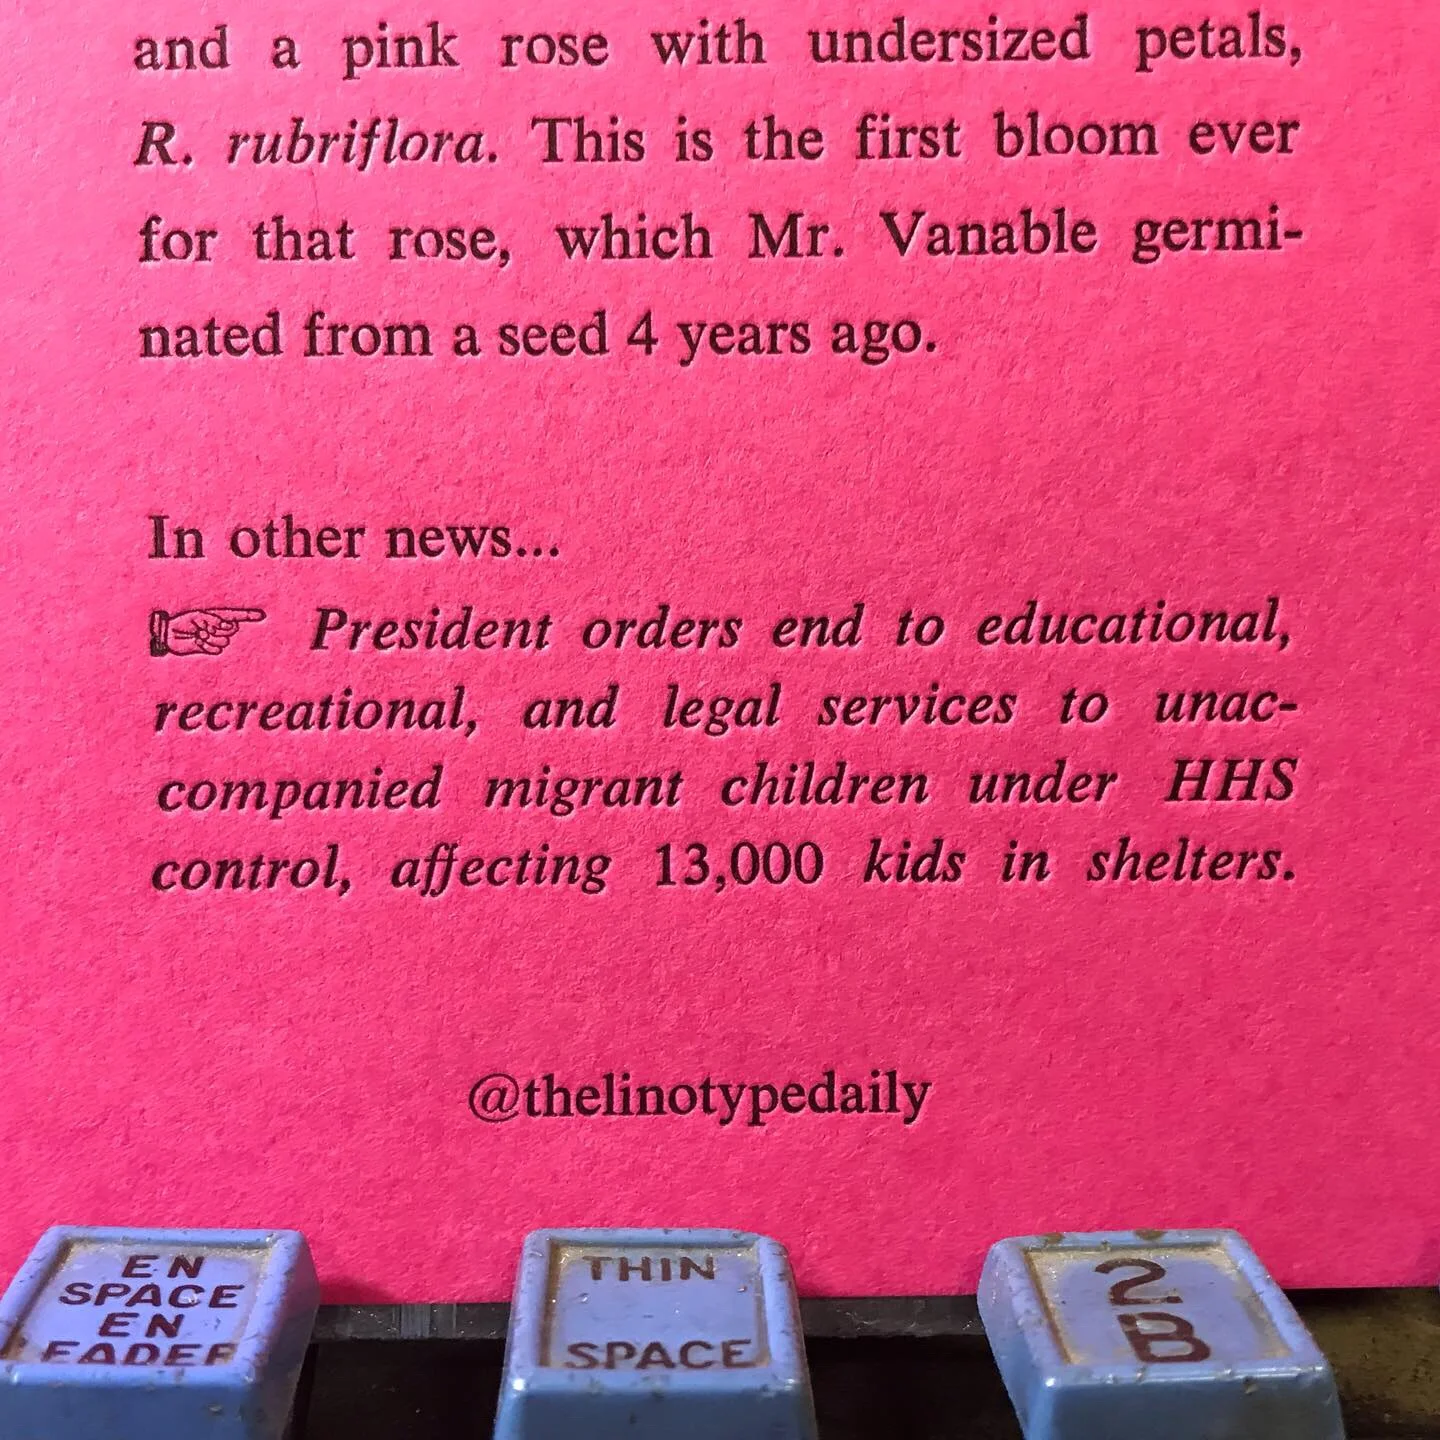 and a pink rose with undersized petals,
R. rubriflora. This is the first bloom ever
for that rose, which Mr. Vanable germi-
nated from a seed 4 years ago.
In other news...
☞ President orders end to educational,
recreational, and legal services to unac-
companied migrant children under HHS
control, affecting 13,000 kids in shelters.
@thelinotypedaily
EN
SPACE
EN
THIN
SPACE
2
B